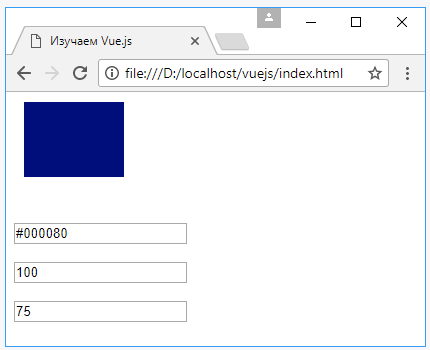 Изучаем Vue.js
file:///D:/localhost/vuejs/index.html
#000080
100
75